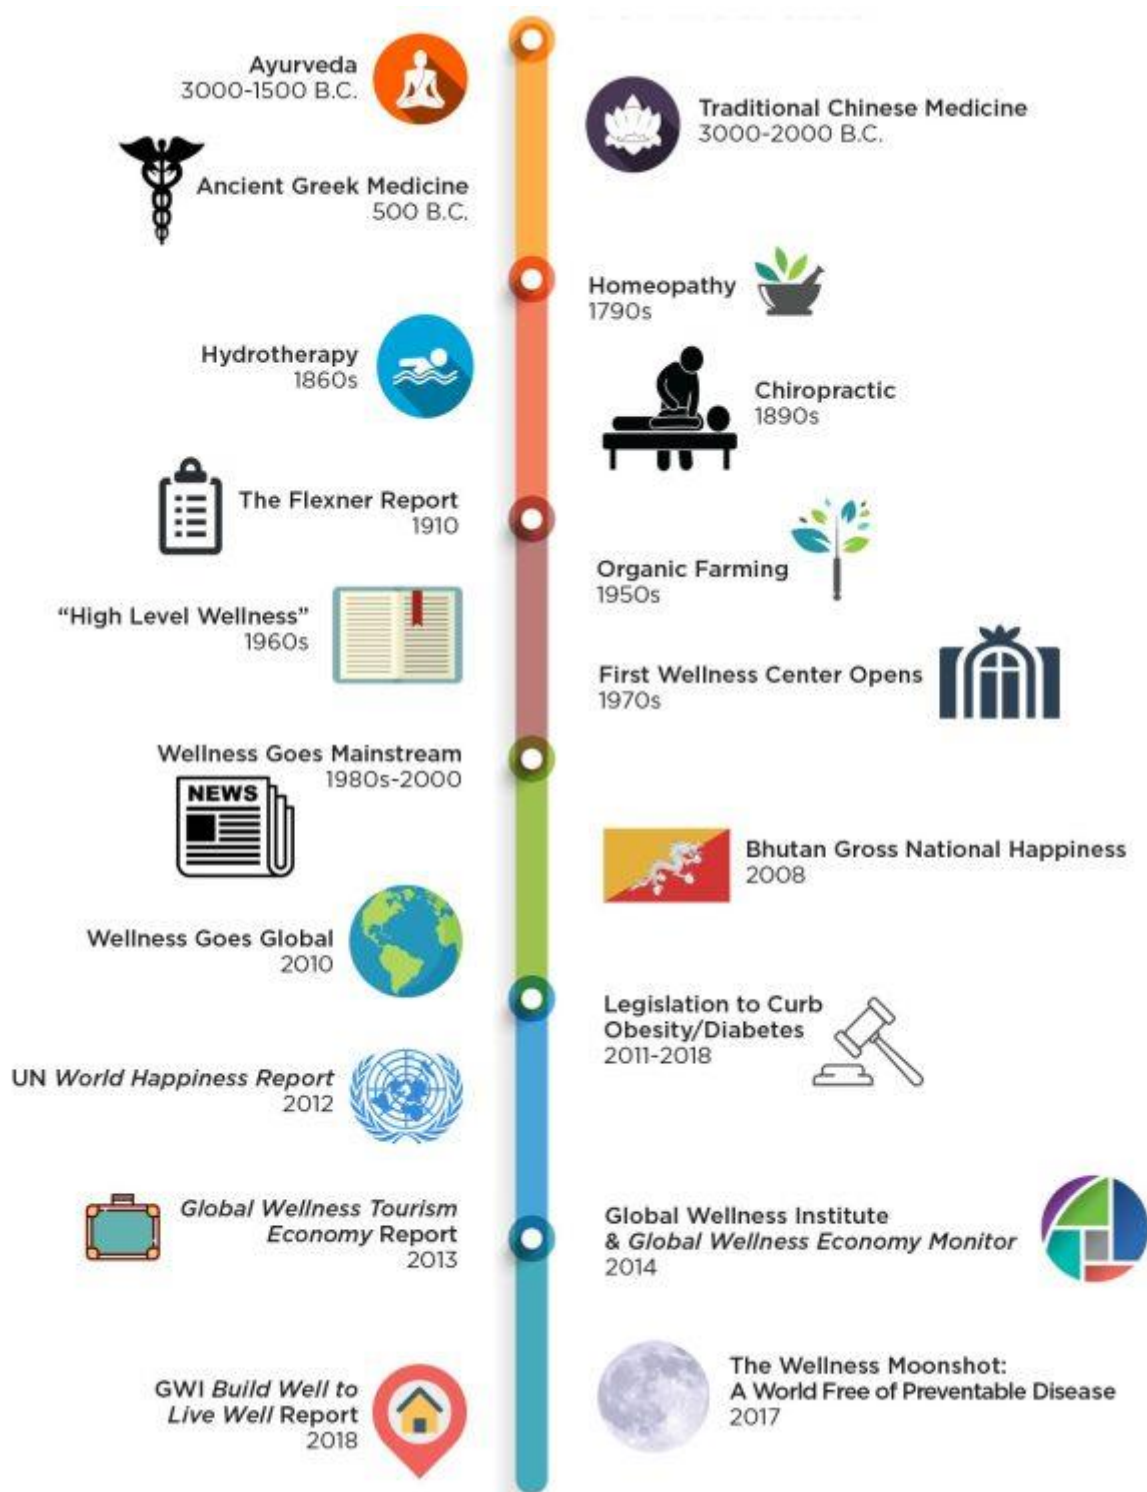 Ayurveda
3000-1500 B.C.
Traditional Chinese Medicine
3000-2000 B.C.
Ancient Greek Medicine
500 B.C.
Homeopathy
1790s
Hydrotherapy
1860s
Chiropractic
1890s
The Flexner Report
1910
Organic Farming
1950s
“High Level Wellness”
1960s
First Wellness Center Opens
1970s
Wellness Goes Mainstream
1980s-2000
NEWS
Bhutan Gross National Happiness
2008
Wellness Goes Global
2010
Legislation to Curb
Obesity/Diabetes
2011-2018
UN World Happiness Report
2012
Global Wellness Tourism
Economy Report
2013
Global Wellness Institute
& Global Wellness Economy Monitor
2014
The Wellness Moonshot:
A World Free of Preventable Disease
2017
GWI Build Well to
Live Well Report
2018